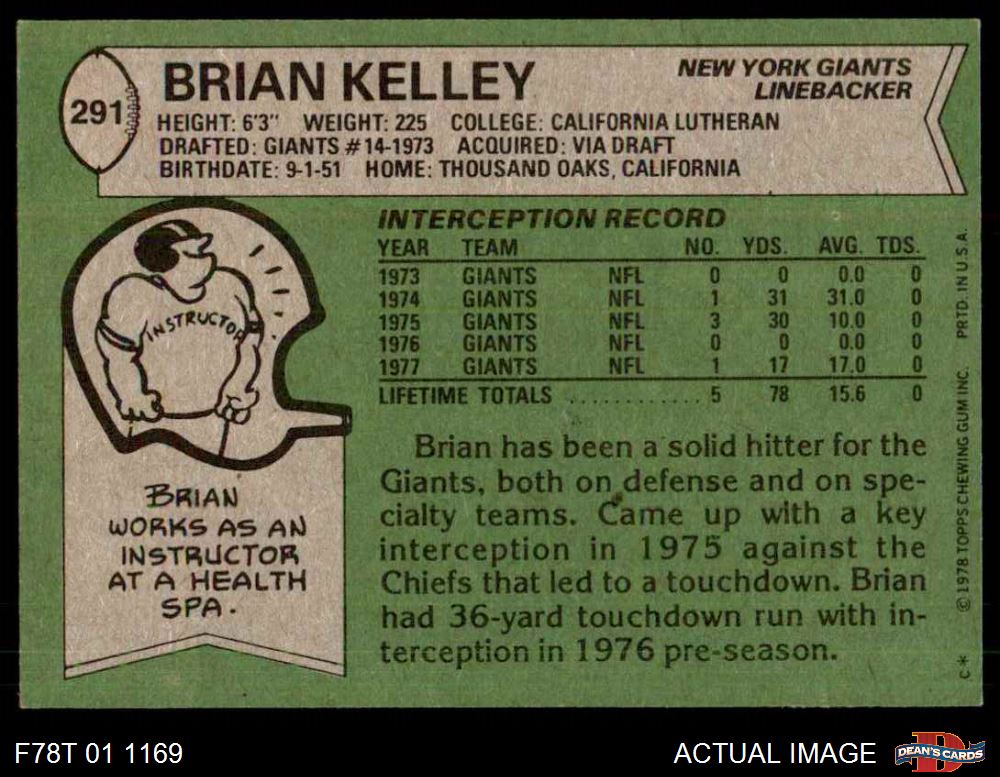 291
BRIAN KELLEY
NEW YORK GIANTS
LINEBACKER
HEIGHT: 6'3" WEIGHT: 225 COLLEGE: CALIFORNIA LUTHERAN
DRAFTED: GIANTS #14-1973 ACQUIRED: VIA DRAFT
BIRTHDATE: 9-1-51 HOME: THOUSAND OAKS, CALIFORNIA
INSTRUCTOR
BRIAN
WORKS AS AN
INSTRUCTOR
AT A HEALTH
SPA.
INTERCEPTION RECORD
YEAR TEAM NO. YDS. AVG. TDS.
1973 GIANTS NFL 0 0 0.0 0
1974 GIANTS NFL 1 31 31.0 0
1975 GIANTS NFL 3 30 10.0 0
1976 GIANTS NFL 0 0 0.0 0
1977 GIANTS NFL 1 17 17.0 0
LIFETIME TOTALS ............ 5 78 15.6 0
Brian has been a solid hitter for the
Giants, both on defense and on spe-
cialty teams. Came up with a key
interception in 1975 against the
Chiefs that led to a touchdown. Brian
had 36-yard touchdown run with in-
terception in 1976 pre-season.
C* © 1978 TOPPS CHEWING GUM INC. PRTD. IN U.S.A.
F78T 01 1169
ACTUAL IMAGE
D
DEAN'S CARDS